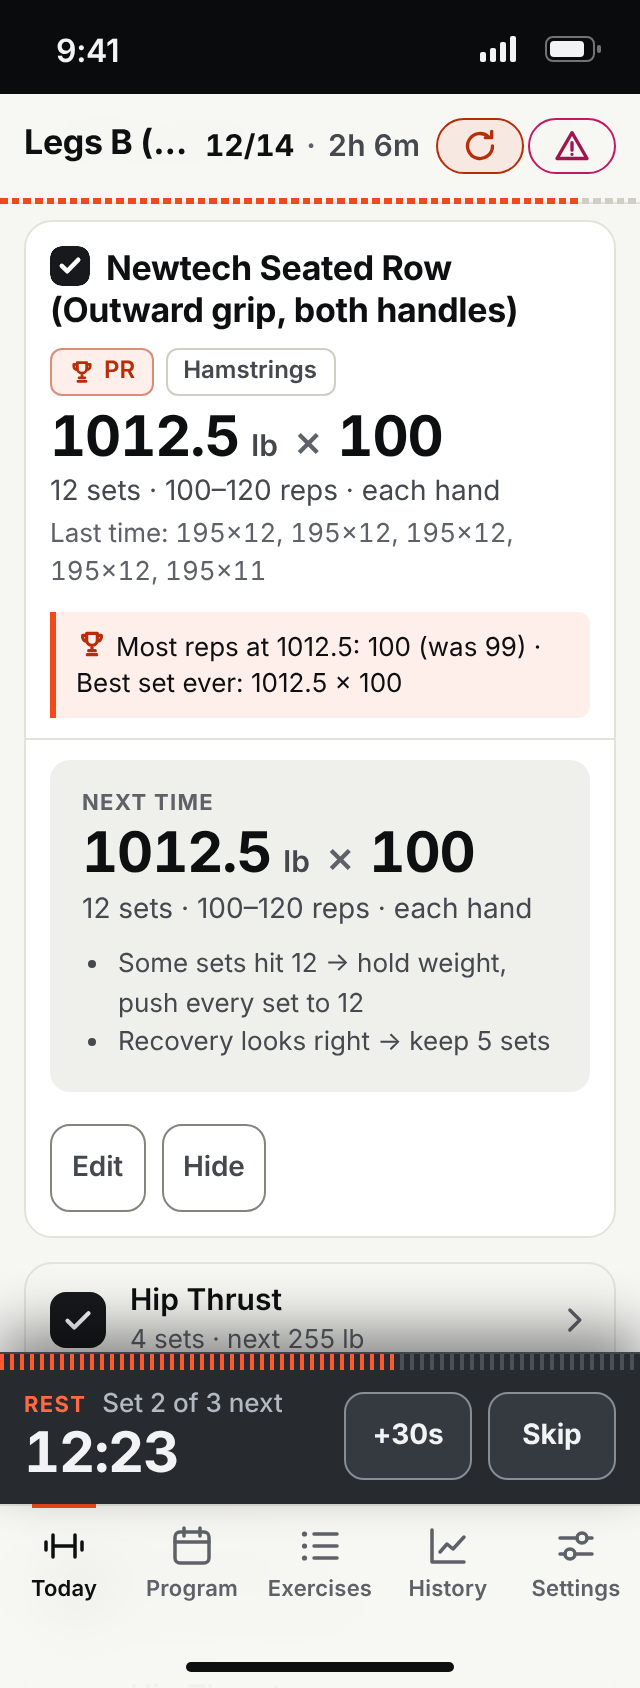 9:41
Legs B (... 12/14 · 2h 6m
Newtech Seated Row
(Outward grip, both handles)
PR Hamstrings
1012.5 lb × 100
12 sets · 100–120 reps · each hand
Last time: 195×12, 195×12, 195×12,
195×12, 195×11
Most reps at 1012.5: 100 (was 99) ·
Best set ever: 1012.5 × 100
NEXT TIME
1012.5 lb × 100
12 sets · 100–120 reps · each hand
• Some sets hit 12 → hold weight,
push every set to 12
• Recovery looks right → keep 5 sets
Edit Hide
Hip Thrust
4 sets · next 255 lb
REST Set 2 of 3 next
12:23
+30s Skip
Today Program Exercises History Settings